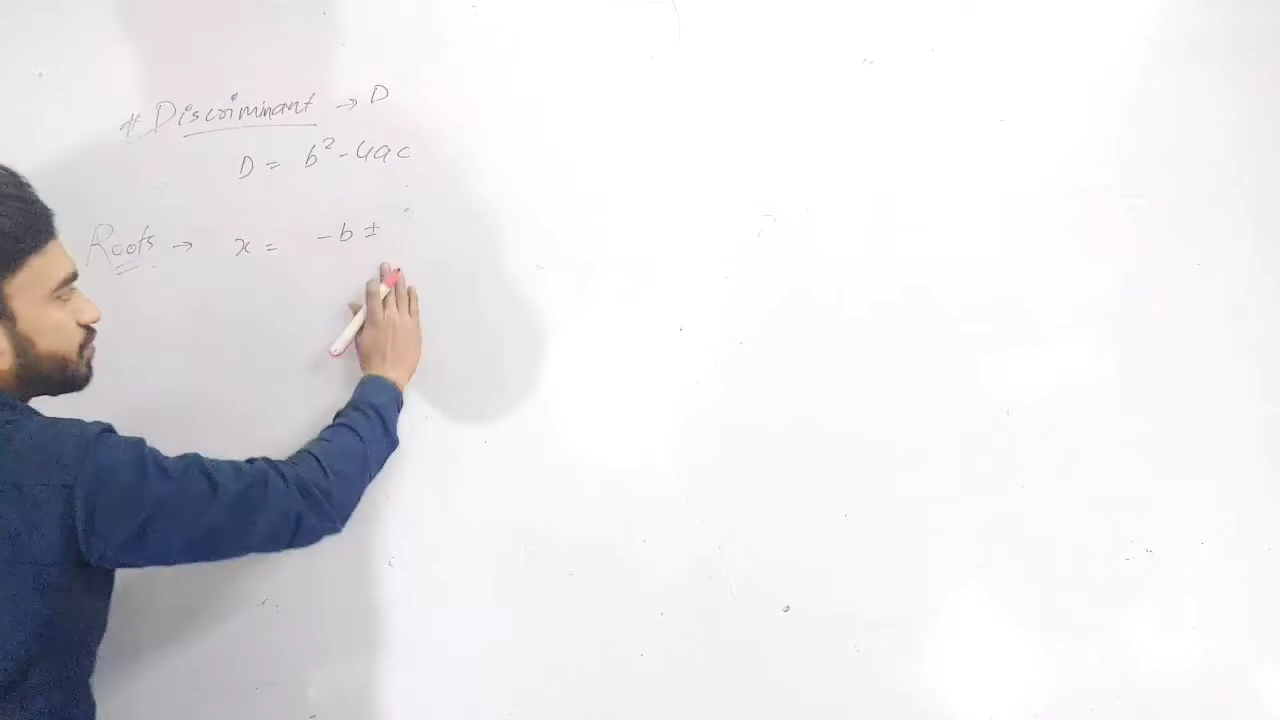 # Discriminant → D
D = b² - 4ac
Roots → x = -b ±